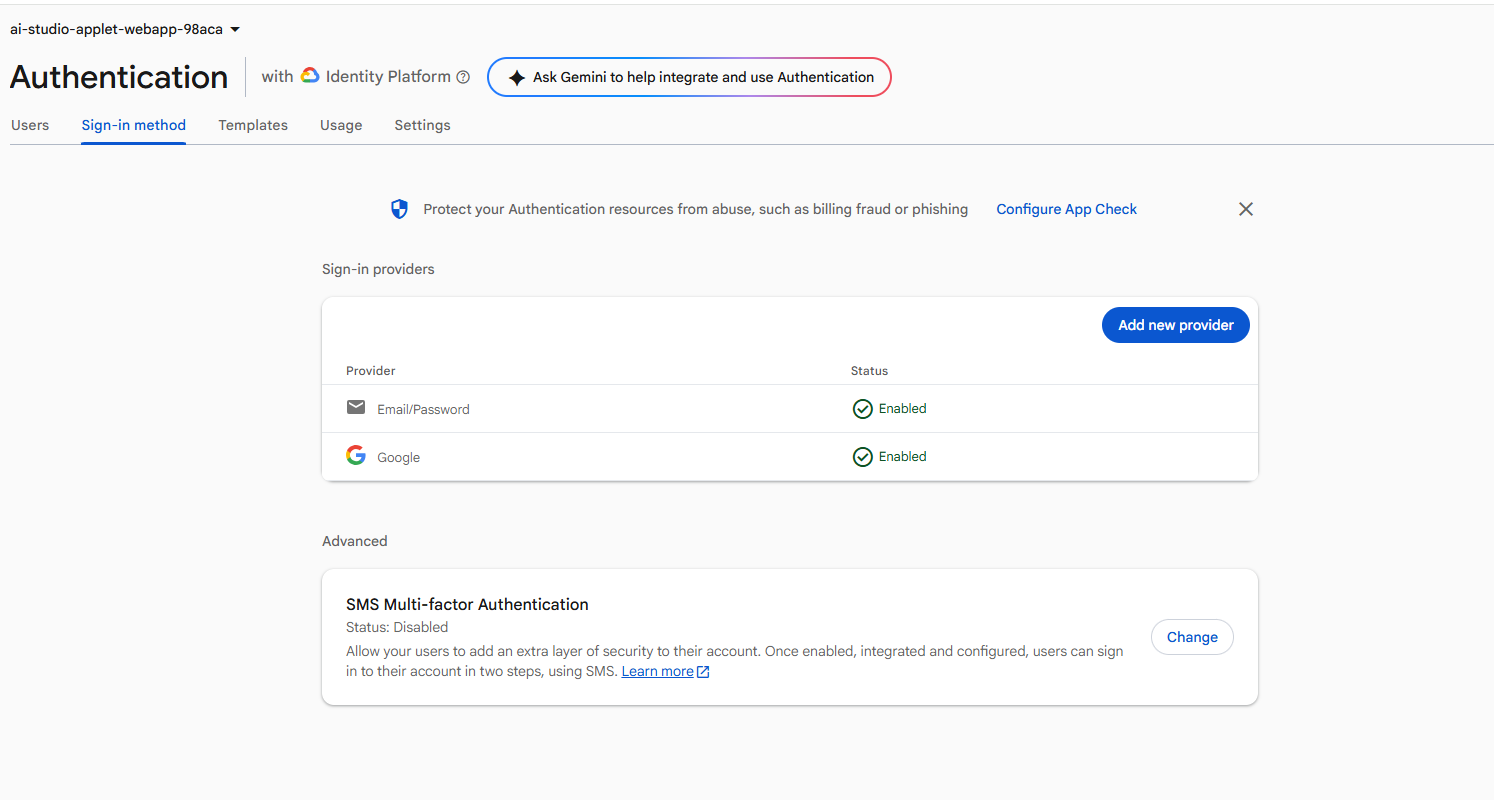 ai-studio-applet-webapp-98aca
Authentication with Identity Platform Ask Gemini to help integrate and use Authentication
Users Sign-in method Templates Usage Settings
Protect your Authentication resources from abuse, such as billing fraud or phishing Configure App Check
Sign-in providers
Add new provider
Provider Status
Email/Password Enabled
Google Enabled
Advanced
SMS Multi-factor Authentication
Status: Disabled
Change
Allow your users to add an extra layer of security to their account. Once enabled, integrated and configured, users can sign
in to their account in two steps, using SMS. Learn more